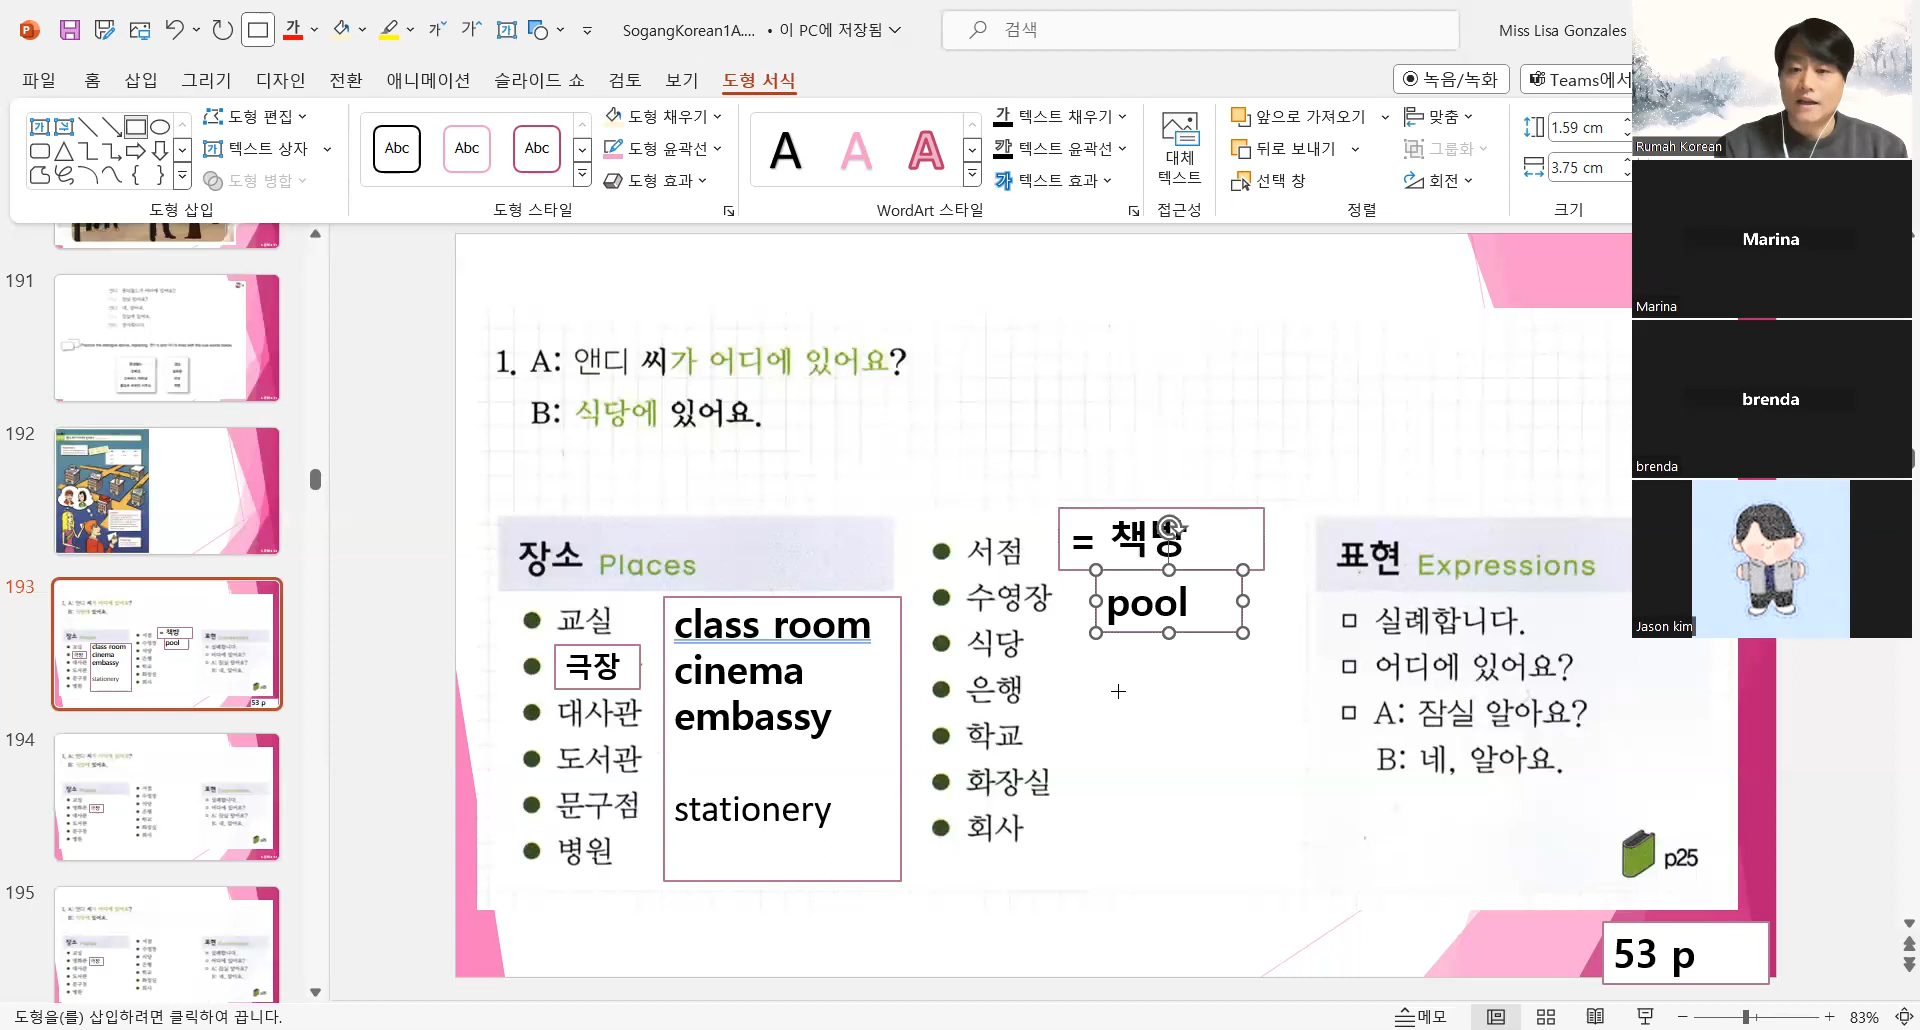 SogangKorean1A.... • 이 PC에 저장됨
검색
Miss Lisa Gonzales
파일 홈 삽입 그리기 디자인 전환 애니메이션 슬라이드 쇼 검토 보기 도형 서식
녹음/녹화
Teams에서
도형 편집
텍스트 상자
도형 병합
도형 삽입
Abc Abc Abc
도형 채우기
도형 윤곽선
도형 효과
도형 스타일
A A A
텍스트 채우기
텍스트 윤곽선
텍스트 효과
WordArt 스타일
대체
텍스트
접근성
앞으로 가져오기
뒤로 보내기
선택 창
맞춤
그룹화
회전
정렬
1.59 cm
3.75 cm
크기
Rumah Korean
Marina
Marina
brenda
brenda
Jason kim
191
192
193
194
195
1. A: 앤디 씨가 어디에 있어요?
B: 식당에 있어요.
장소 Places
교실
극장
대사관
도서관
문구점
병원
class room
cinema
embassy
stationery
서점
수영장
식당
은행
학교
화장실
회사
= 책방
pool
표현 Expressions
실례합니다.
어디에 있어요?
A: 잠실 알아요?
B: 네, 알아요.
p25
53 p
도형을(를) 삽입하려면 클릭하여 끕니다.
메모
83%